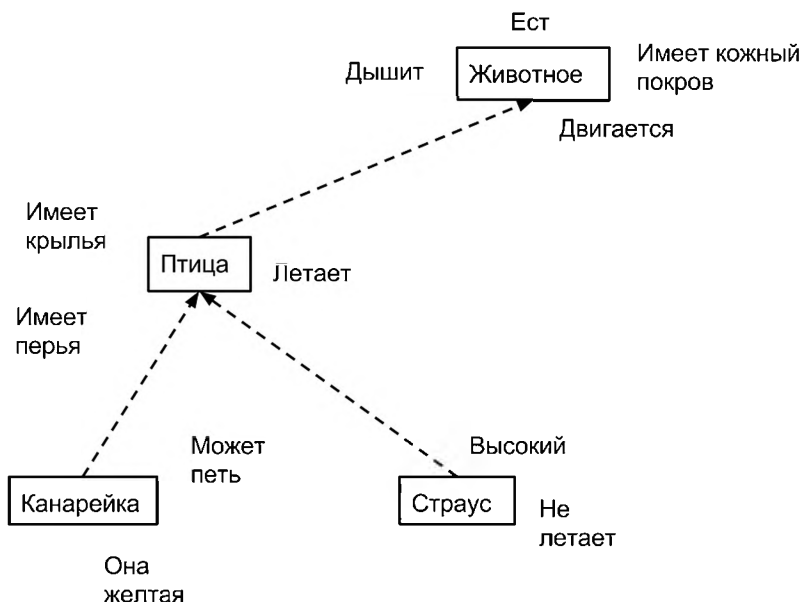 Ест
Дышит
Животное
Имеет кожный
покров
Двигается
Имеет
крылья
Птица
Летает
Имеет
перья
Может
петь
Высокий
Канарейка
Страус
Не
летает
Она
желтая